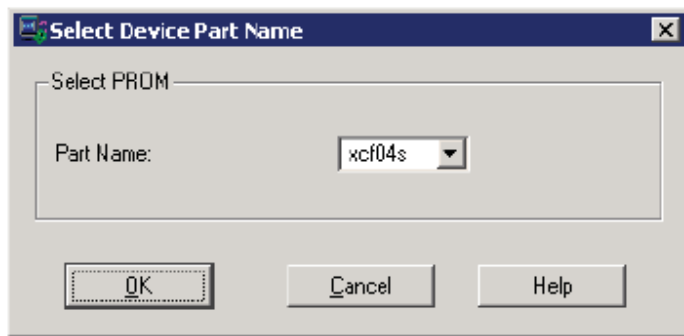 Select Device Part Name
Select PROM
Part Name: xcf04s
OK Cancel Help